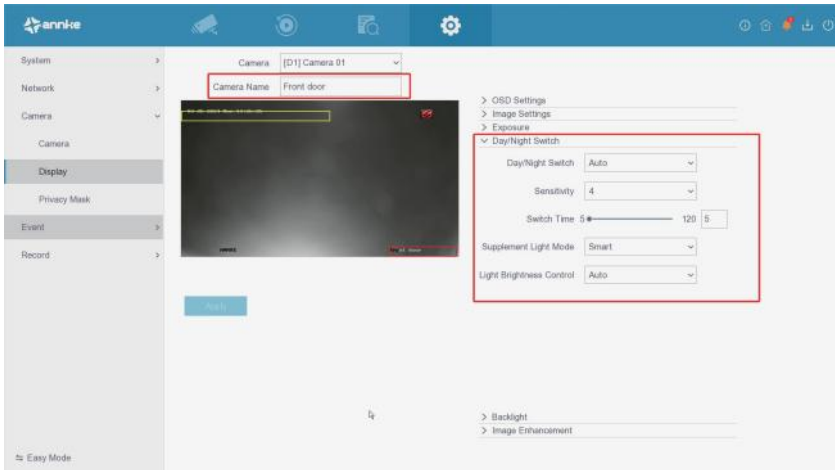 annke
System
Network
Camera
Camera
Display
Privacy Mask
Event
Record
Easy Mode
Camera [D1] Camera 01
Camera Name Front door
ANNKE
Apply
OSD Settings
Image Settings
Exposure
Day/Night Switch
Day/Night Switch Auto
Sensitivity 4
Switch Time 5 120 5
Supplement Light Mode Smart
Light Brightness Control Auto
Backlight
Image Enhancement